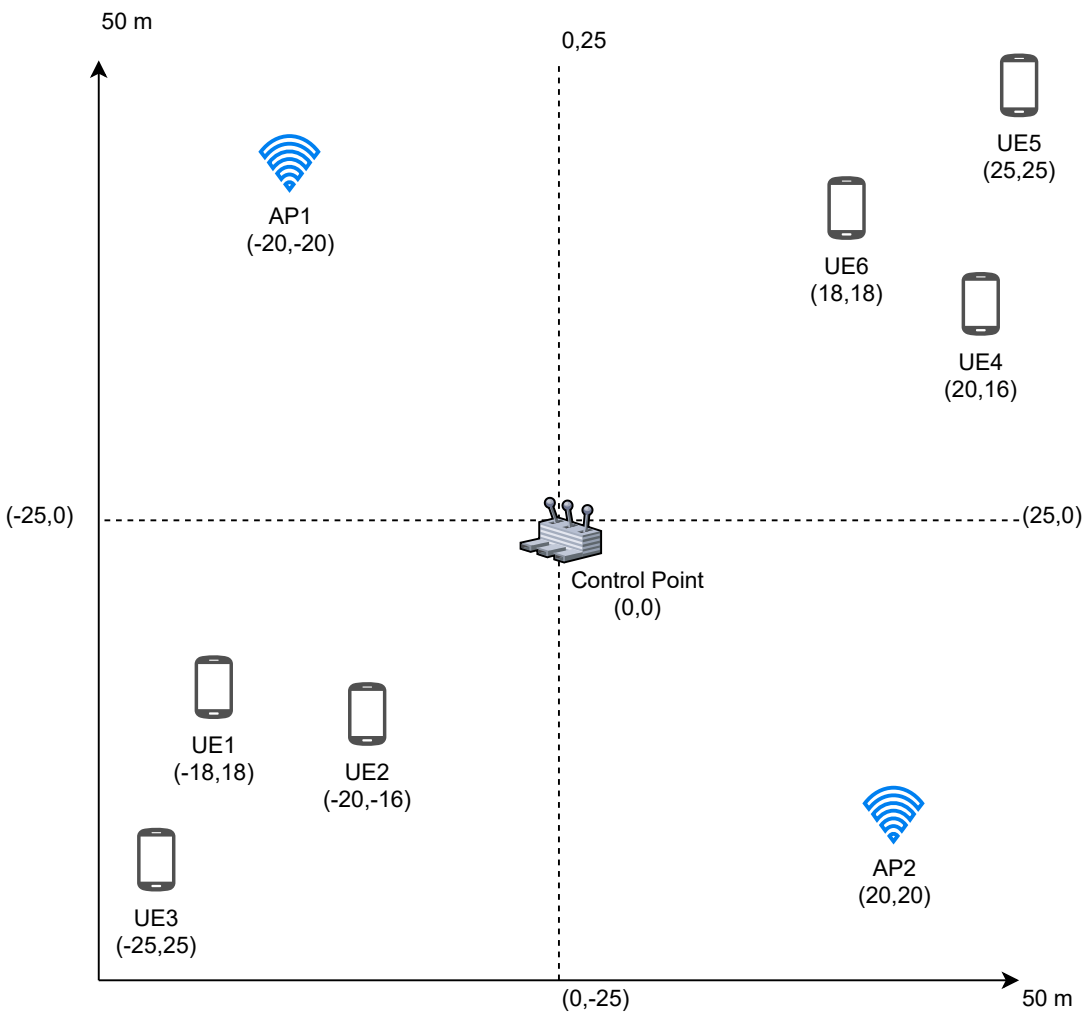 50 m
0,25
UE5
(25,25)
AP1
(-20,-20)
UE6
(18,18)
UE4
(20,16)
(-25,0)
(25,0)
Control Point
(0,0)
UE1
(-18,18)
UE2
(-20,-16)
AP2
(20,20)
UE3
(-25,25)
(0,-25)
50 m